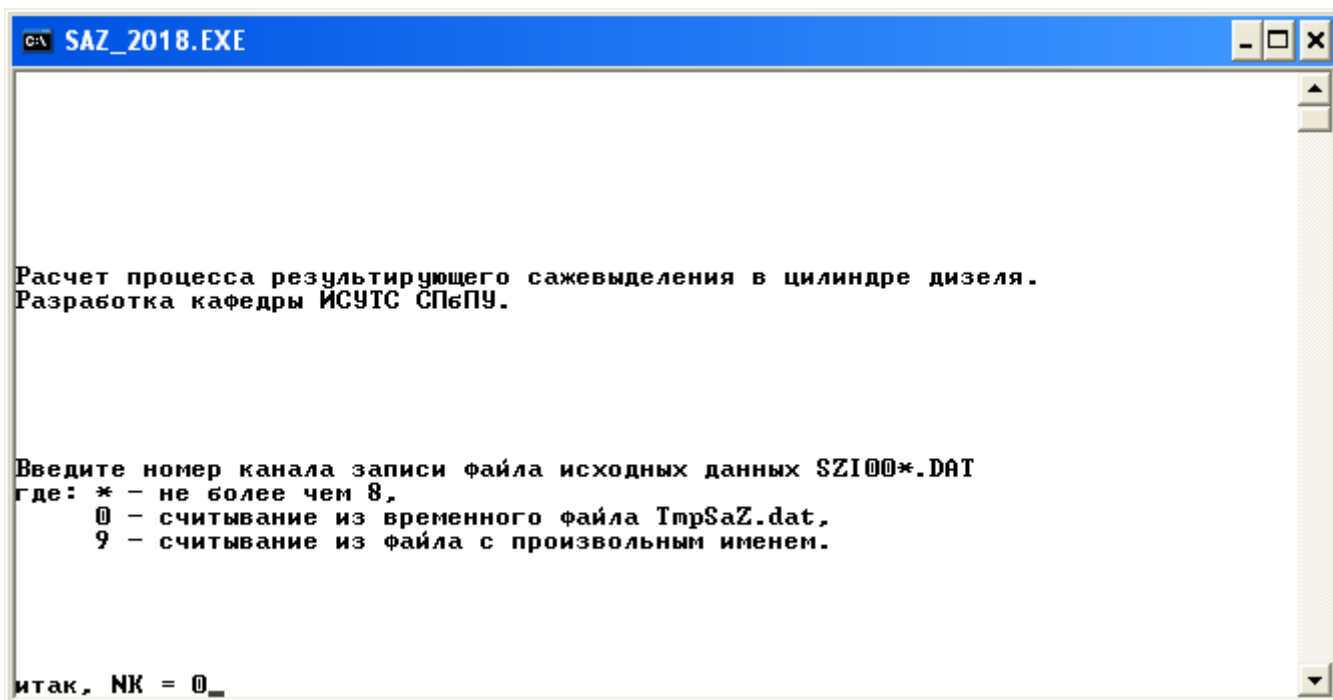 SAZ_2018.EXE
Расчет процесса результирующего сажевыделения в цилиндре дизеля.
Разработка кафедры ИСУТС СПбПУ.
Введите номер канала записи файла исходных данных SZI00*.DAT
где: * - не более чем 8,
0 - считывание из временного файла TmpSaZ.dat,
9 - считывание из файла с произвольным именем.
итак, NK = 0_